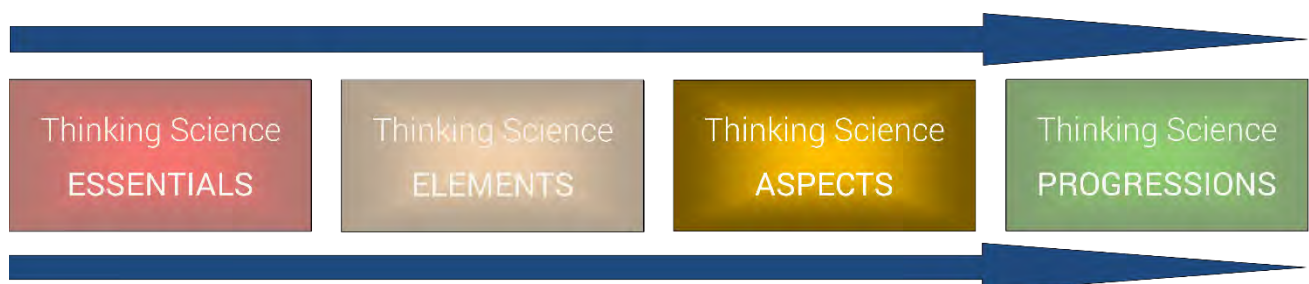 Thinking Science
ESSENTIALS
Thinking Science
ELEMENTS
Thinking Science
ASPECTS
Thinking Science
PROGRESSIONS